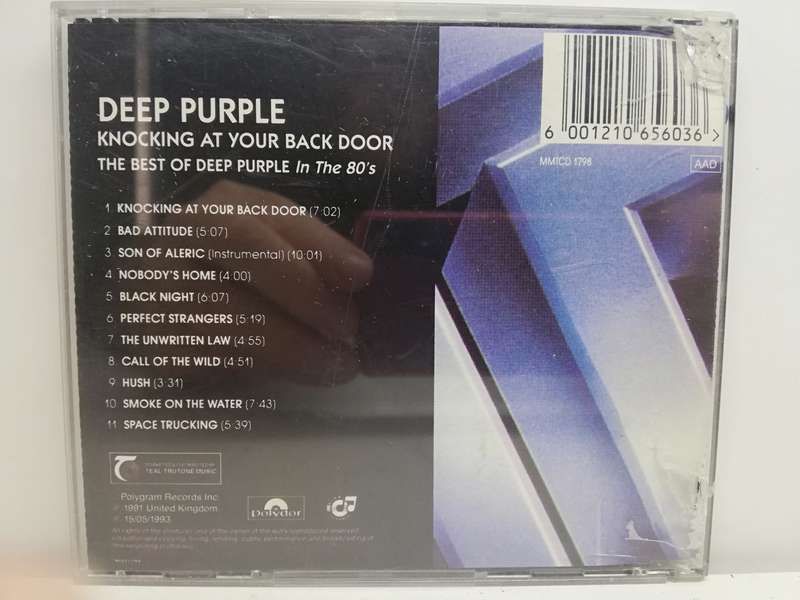 DEEP PURPLE
KNOCKING AT YOUR BACK DOOR
THE BEST OF DEEP PURPLE In The 80's
1 KNOCKING AT YOUR BACK DOOR (7:02)
2 BAD ATTITUDE (5:07)
3 SON OF ALERIC (Instrumental) (10:01)
4 NOBODY'S HOME (4:00)
5 BLACK NIGHT (6:07)
6 PERFECT STRANGERS (5:19)
7 THE UNWRITTEN LAW (4:55)
8 CALL OF THE WILD (4:51)
9 HUSH (3:31)
10 SMOKE ON THE WATER (7:43)
11 SPACE TRUCKING (5:39)
6 001210 656036 >
MMTCD 1798
AAD
TEAL TRUTONE MUSIC
Polygram Records Inc
1991 United Kingdom
15/05/1993
polydor
CD